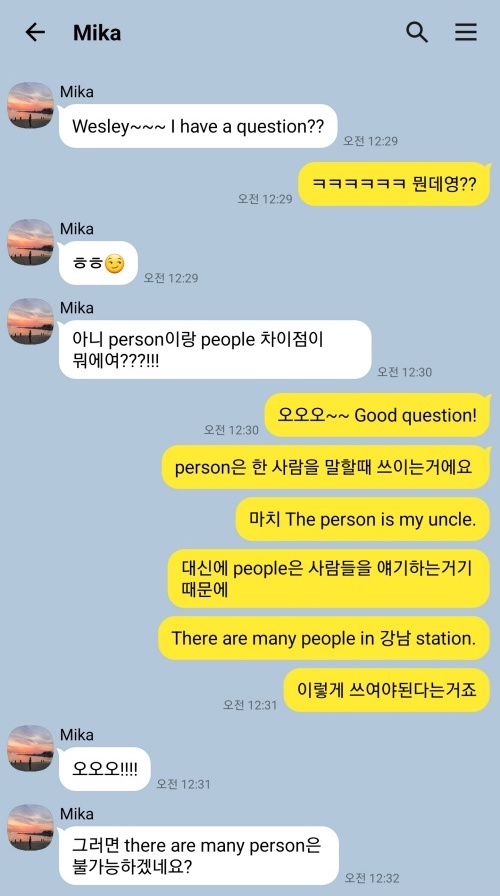 Mika
Mika
Wesley~~~ I have a question??
오전 12:29
ㅋㅋㅋㅋㅋㅋ 뭔데영??
오전 12:29
Mika
ㅎㅎ😏
오전 12:29
Mika
아니 person이랑 people 차이점이
뭐에여???!!!
오전 12:30
오오오~~ Good question!
오전 12:30
person은 한 사람을 말할때 쓰이는거에요
마치 The person is my uncle.
대신에 people은 사람들을 얘기하는거기
때문에
There are many people in 강남 station.
이렇게 쓰여야된다는거죠
오전 12:31
Mika
오오오!!!!
오전 12:31
Mika
그러면 there are many person은
불가능하겠네요?
오전 12:32